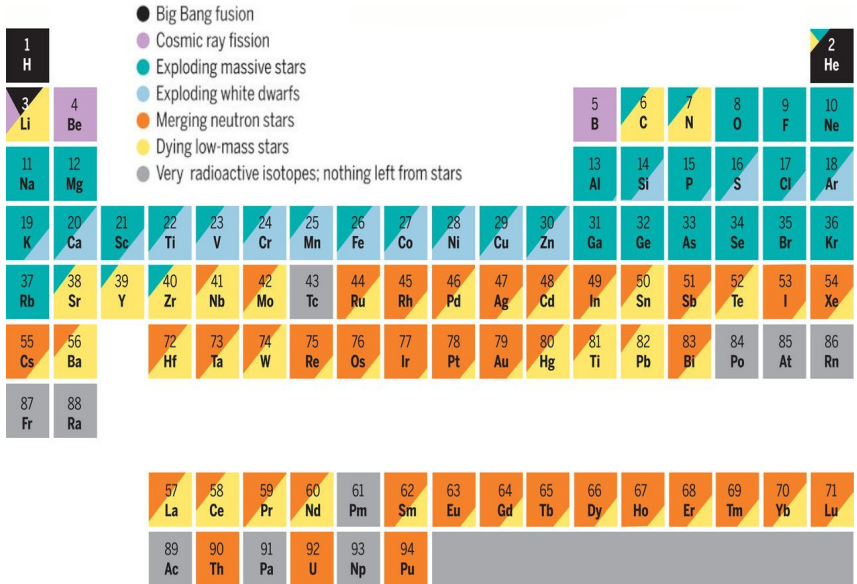 Big Bang fusion
Cosmic ray fission
Exploding massive stars
Exploding white dwarfs
Merging neutron stars
Dying low-mass stars
Very radioactive isotopes; nothing left from stars
1 2
H He
3 4 5 6 7 8 9 10
Li Be B C N O F Ne
11 12 13 14 15 16 17 18
Na Mg Al Si P S Cl Ar
19 20 21 22 23 24 25 26 27 28 29 30 31 32 33 34 35 36
K Ca Sc Ti V Cr Mn Fe Co Ni Cu Zn Ga Ge As Se Br Kr
37 38 39 40 41 42 43 44 45 46 47 48 49 50 51 52 53 54
Rb Sr Y Zr Nb Mo Tc Ru Rh Pd Ag Cd In Sn Sb Te I Xe
55 56 72 73 74 75 76 77 78 79 80 81 82 83 84 85 86
Cs Ba Hf Ta W Re Os Ir Pt Au Hg Ti Pb Bi Po At Rn
87 88
Fr Ra
57 58 59 60 61 62 63 64 65 66 67 68 69 70 71
La Ce Pr Nd Pm Sm Eu Gd Tb Dy Ho Er Tm Yb Lu
89 90 91 92 93 94
Ac Th Pa U Np Pu